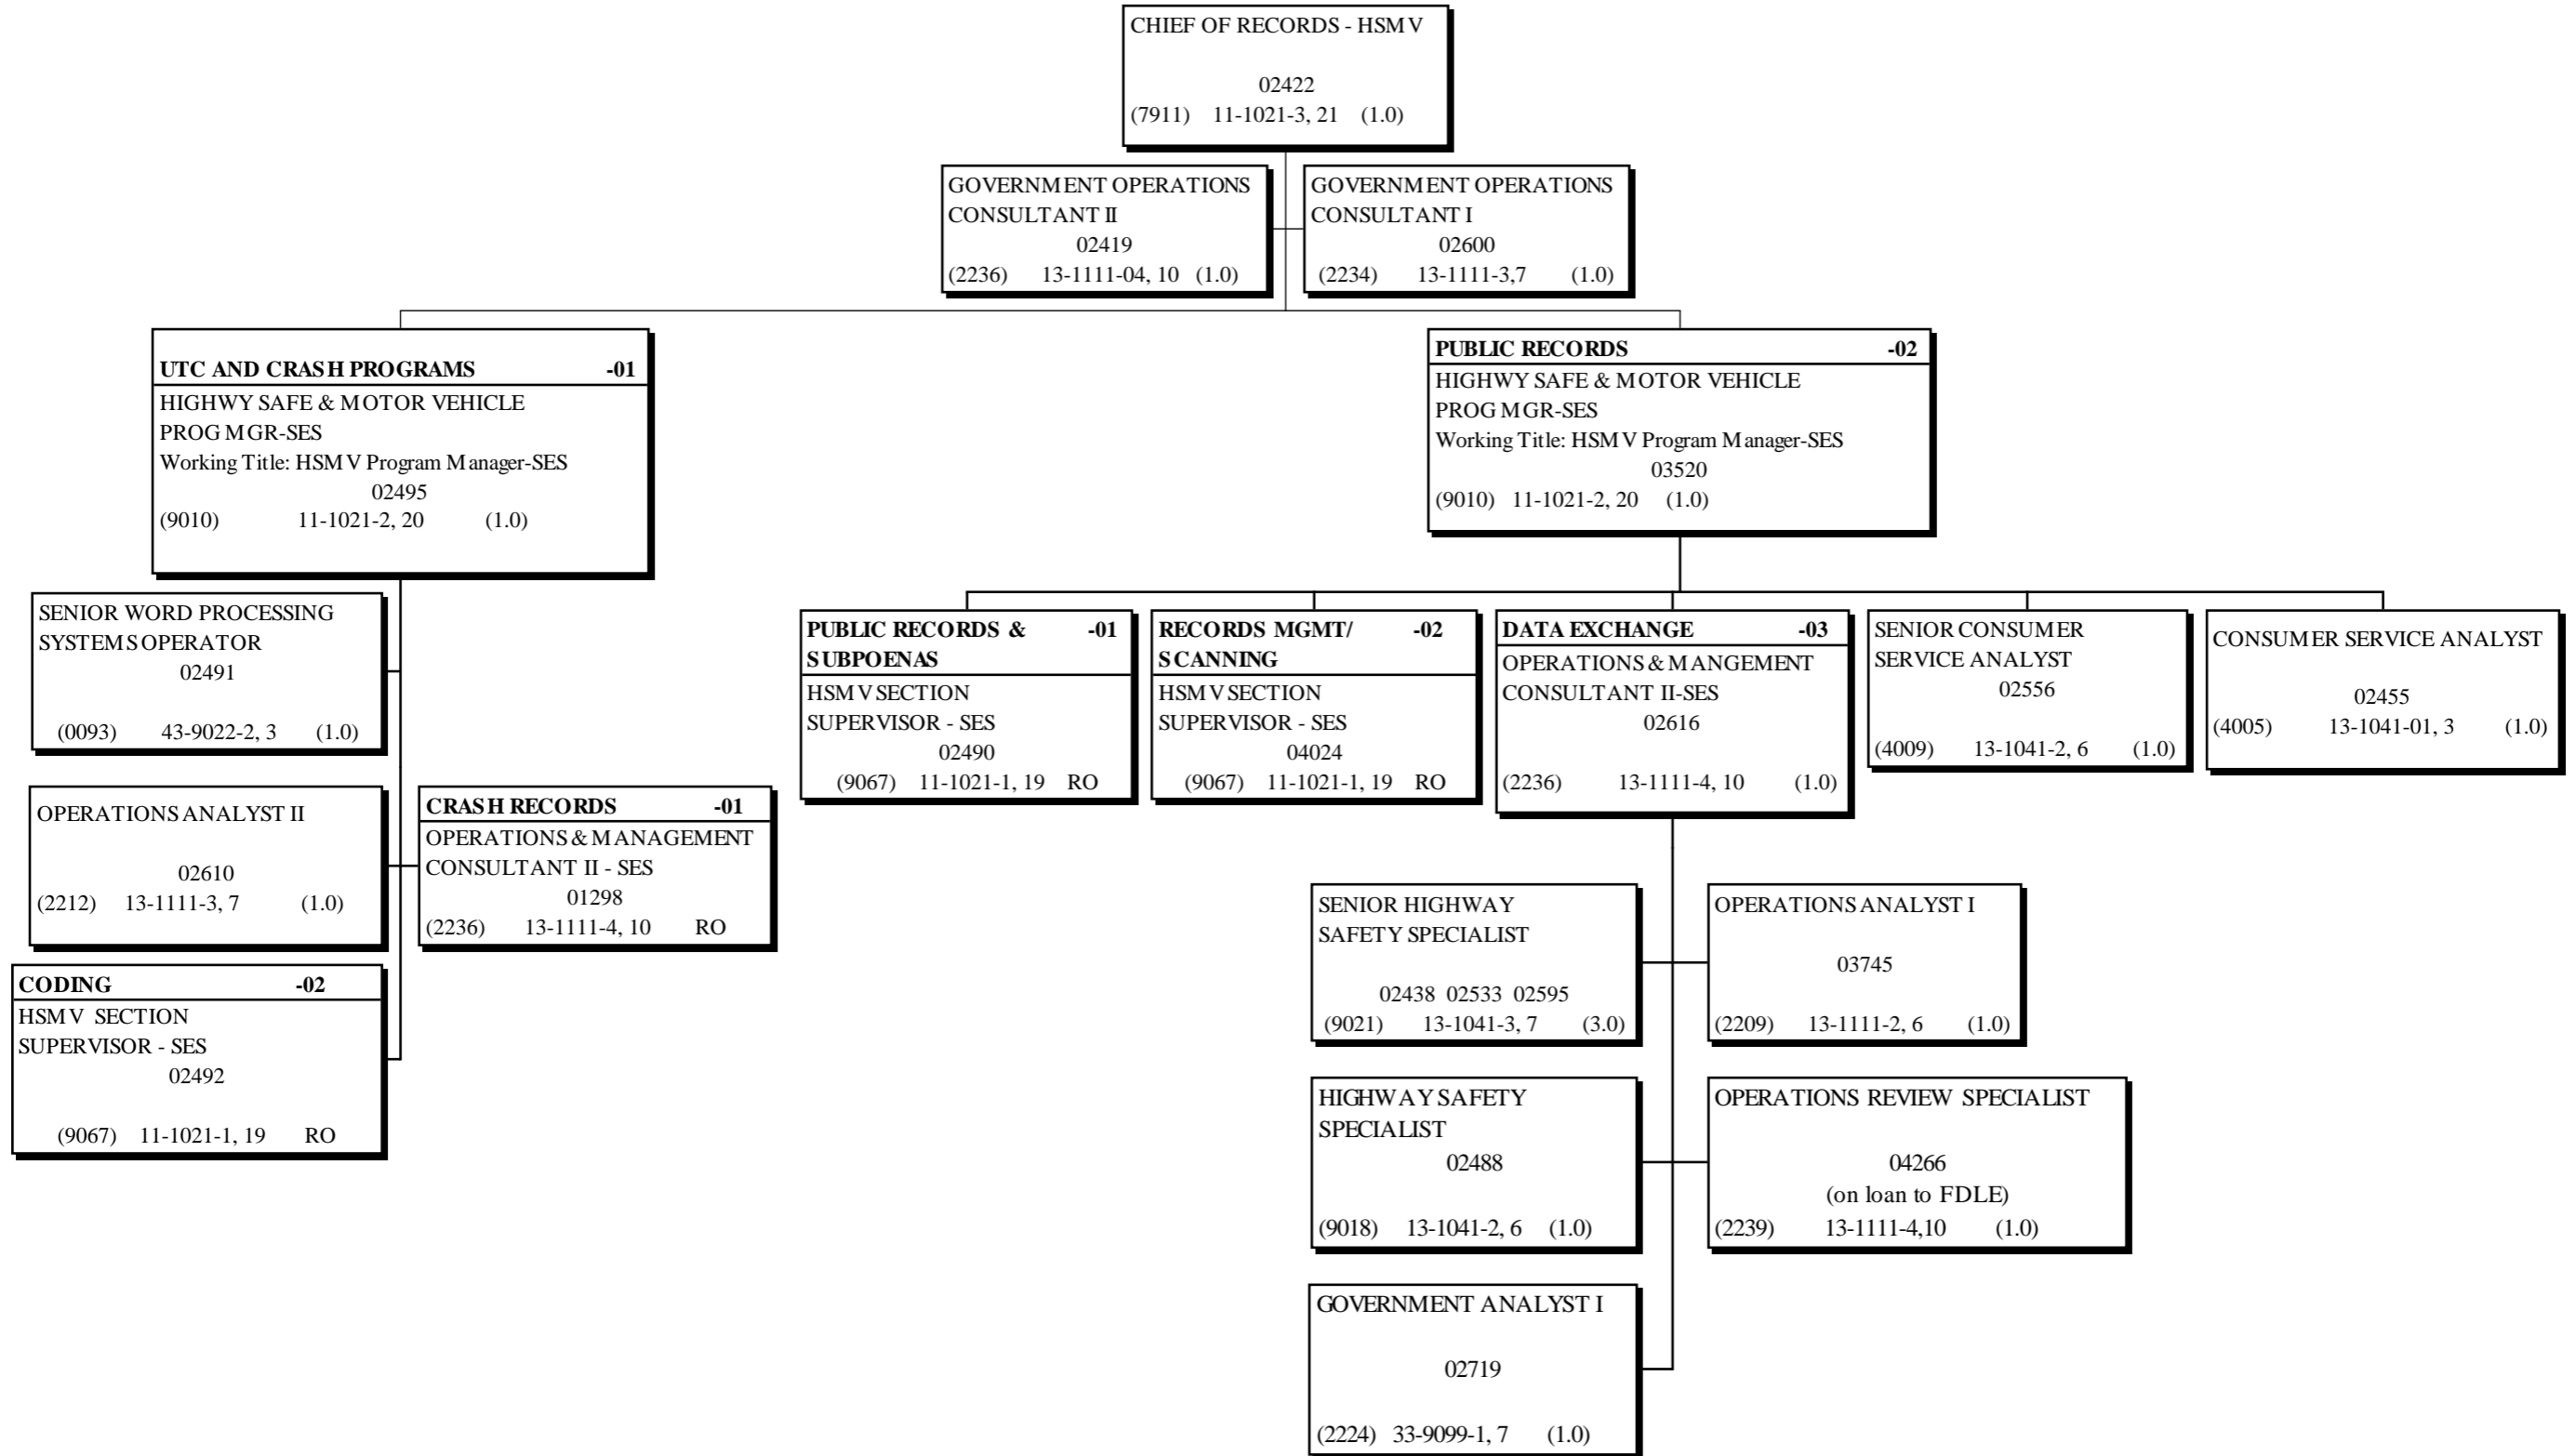 CHIEF OF RECORDS - HSMV
02422
(7911) 11-1021-3, 21 (1.0)
GOVERNMENT OPERATIONS
CONSULTANT II
02419
(2236) 13-1111-04, 10 (1.0)
GOVERNMENT OPERATIONS
CONSULTANT I
02600
(2234) 13-1111-3,7 (1.0)
UTC AND CRASH PROGRAMS -01
HIGHWY SAFE & MOTOR VEHICLE
PROG MGR-SES
Working Title: HSMV Program Manager-SES
02495
(9010) 11-1021-2, 20 (1.0)
PUBLIC RECORDS -02
HIGHWY SAFE & MOTOR VEHICLE
PROG MGR-SES
Working Title: HSMV Program Manager-SES
03520
(9010) 11-1021-2, 20 (1.0)
SENIOR WORD PROCESSING
SYSTEMS OPERATOR
02491
(0093) 43-9022-2, 3 (1.0)
OPERATIONS ANALYST II
02610
(2212) 13-1111-3, 7 (1.0)
CRASH RECORDS -01
OPERATIONS & MANAGEMENT
CONSULTANT II - SES
01298
(2236) 13-1111-4, 10 RO
CODING -02
HSMV SECTION
SUPERVISOR - SES
02492
(9067) 11-1021-1, 19 RO
PUBLIC RECORDS & -01
SUBPOENAS
HSMV SECTION
SUPERVISOR - SES
02490
(9067) 11-1021-1, 19 RO
RECORDS MGMT/ -02
SCANNING
HSMV SECTION
SUPERVISOR - SES
04024
(9067) 11-1021-1, 19 RO
DATA EXCHANGE -03
OPERATIONS & MANGEMENT
CONSULTANT II-SES
02616
(2236) 13-1111-4, 10 (1.0)
SENIOR CONSUMER
SERVICE ANALYST
02556
(4009) 13-1041-2, 6 (1.0)
CONSUMER SERVICE ANALYST
02455
(4005) 13-1041-01, 3 (1.0)
SENIOR HIGHWAY
SAFETY SPECIALIST
02438 02533 02595
(9021) 13-1041-3, 7 (3.0)
OPERATIONS ANALYST I
03745
(2209) 13-1111-2, 6 (1.0)
HIGHWAY SAFETY
SPECIALIST
02488
(9018) 13-1041-2, 6 (1.0)
OPERATIONS REVIEW SPECIALIST
04266
(on loan to FDLE)
(2239) 13-1111-4,10 (1.0)
GOVERNMENT ANALYST I
02719
(2224) 33-9099-1, 7 (1.0)